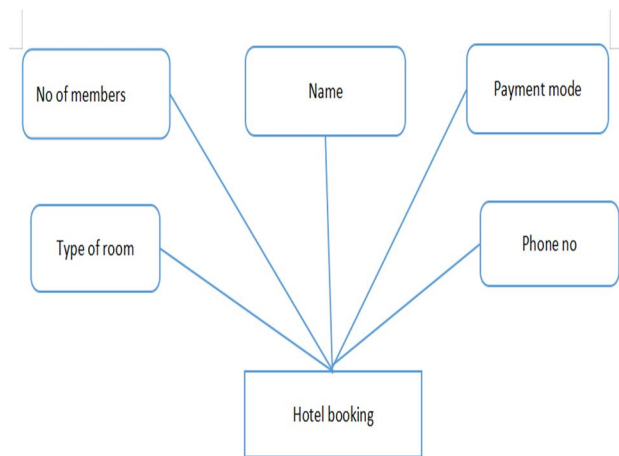 No of members
Name
Payment mode
Type of room
Phone no
Hotel booking